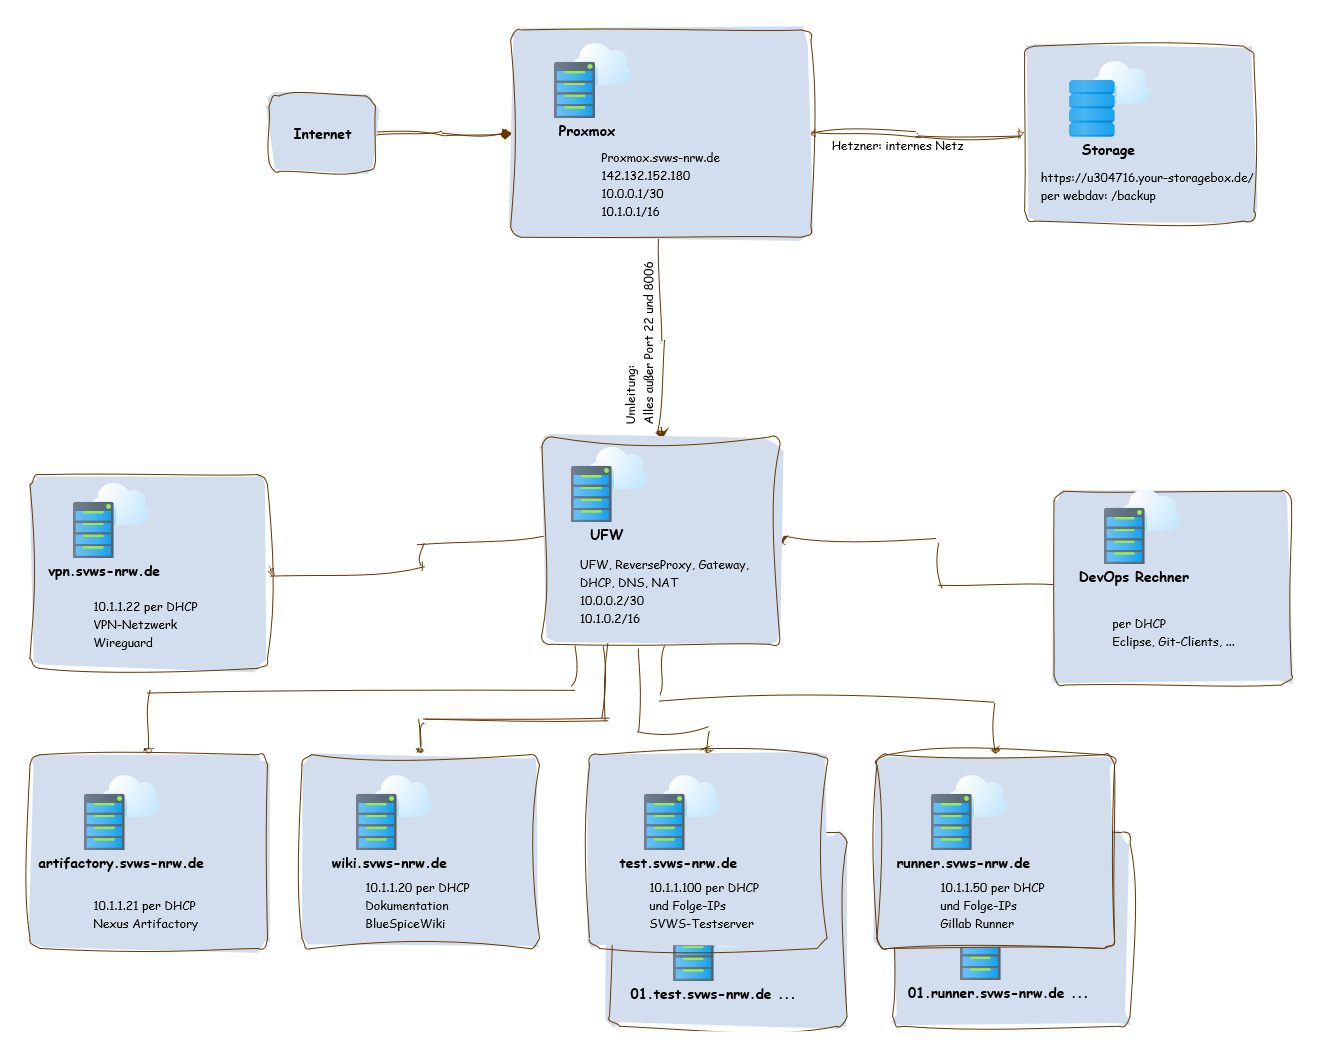 Internet
Proxmox
Proxmox.svws-nrw.de
142.132.152.180
10.0.0.1/30
10.1.0.1/16
Hetzner: internes Netz
Storage
https://u304716.your-storagebox.de/
per webdav: /backup
Umleitung:
Alles außer Port 22 und 8006
UFW
UFW, ReverseProxy, Gateway,
DHCP, DNS, NAT
10.0.0.2/30
10.1.0.2/16
vpn.svws-nrw.de
10.1.1.22 per DHCP
VPN-Netzwerk
Wireguard
DevOps Rechner
per DHCP
Eclipse, Git-Clients, ...
artifactory.svws-nrw.de
10.1.1.21 per DHCP
Nexus Artifactory
wiki.svws-nrw.de
10.1.1.20 per DHCP
Dokumentation
BlueSpiceWiki
test.svws-nrw.de
10.1.1.100 per DHCP
und Folge-IPs
SVWS-Testserver
01.test.svws-nrw.de ...
runner.svws-nrw.de
10.1.1.50 per DHCP
und Folge-IPs
Gillab Runner
01.runner.svws-nrw.de ...